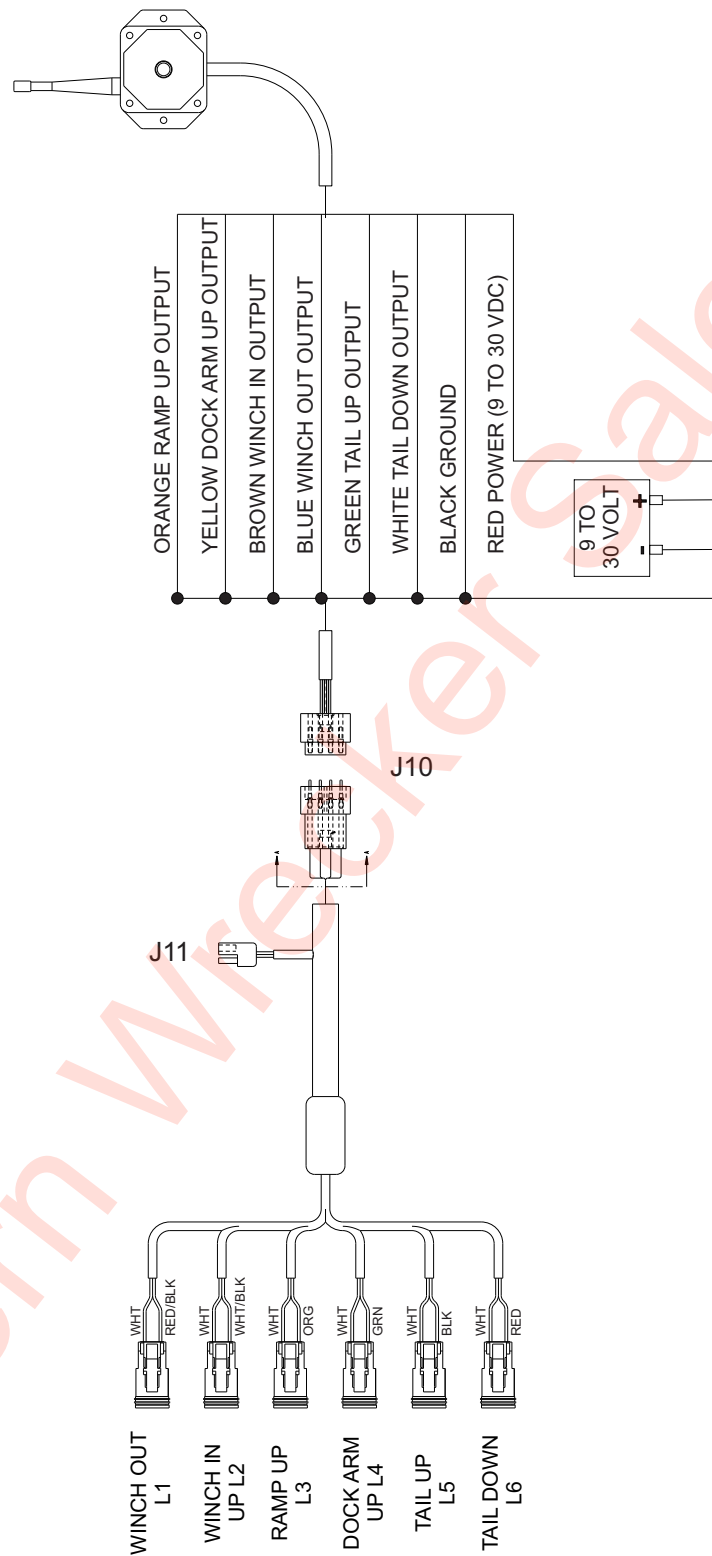 ORANGE RAMP UP OUTPUT
YELLOW DOCK ARM UP OUTPUT
BROWN WINCH IN OUTPUT
BLUE WINCH OUT OUTPUT
GREEN TAIL UP OUTPUT
WHITE TAIL DOWN OUTPUT
BLACK GROUND
RED POWER (9 TO 30 VDC)
9 TO
30 VOLT
- +
J10
A A
J11
WHT
RED/BLK
WHT
WHT/BLK
WHT
ORG
WHT
GRN
WHT
BLK
WHT
RED
WINCH OUT
L1
WINCH IN
UP L2
RAMP UP
L3
DOCK ARM
UP L4
TAIL UP
L5
TAIL DOWN
L6
rn Wrecker Sale